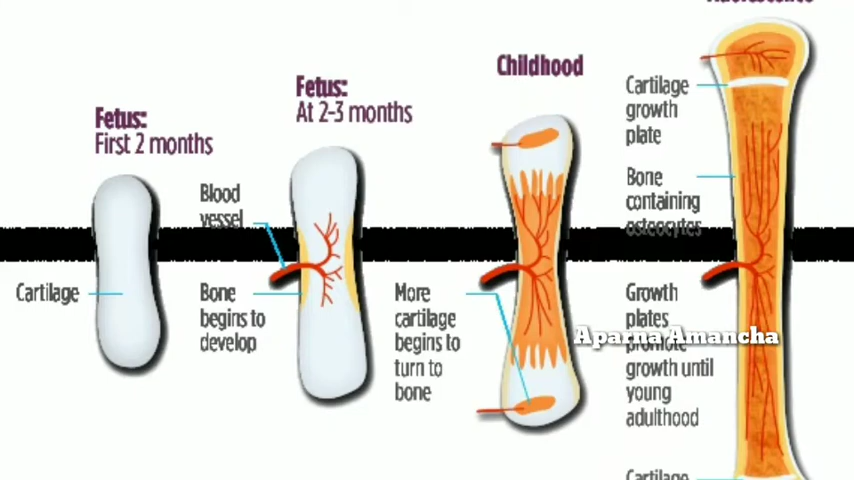 Fetus:
First 2 months
Cartilage
Fetus:
At 2-3 months
Blood
vessel
Bone
begins to
develop
Childhood
More
cartilage
begins to
turn to
bone
Adolescence
Cartilage
growth
plate
Bone
containing
osteocytes
Growth
plates
promote
growth until
young
adulthood
Cartilage
Aparna Amancha